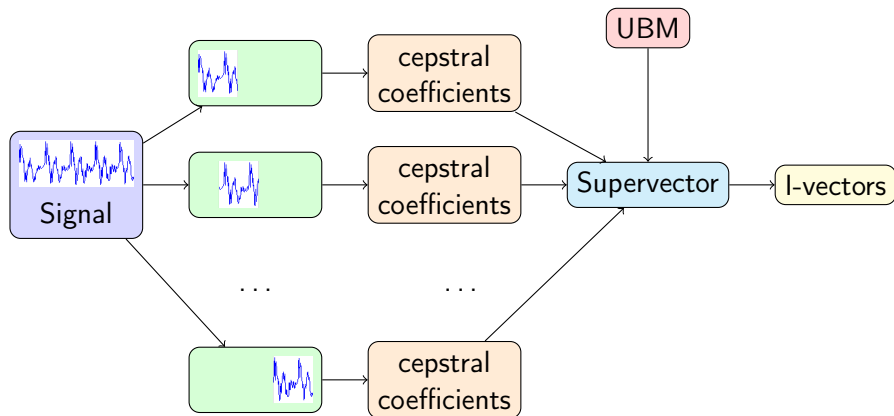 UBM
cepstral
coefficients
Signal
cepstral
coefficients
Supervector
I-vectors
. . .
. . .
cepstral
coefficients